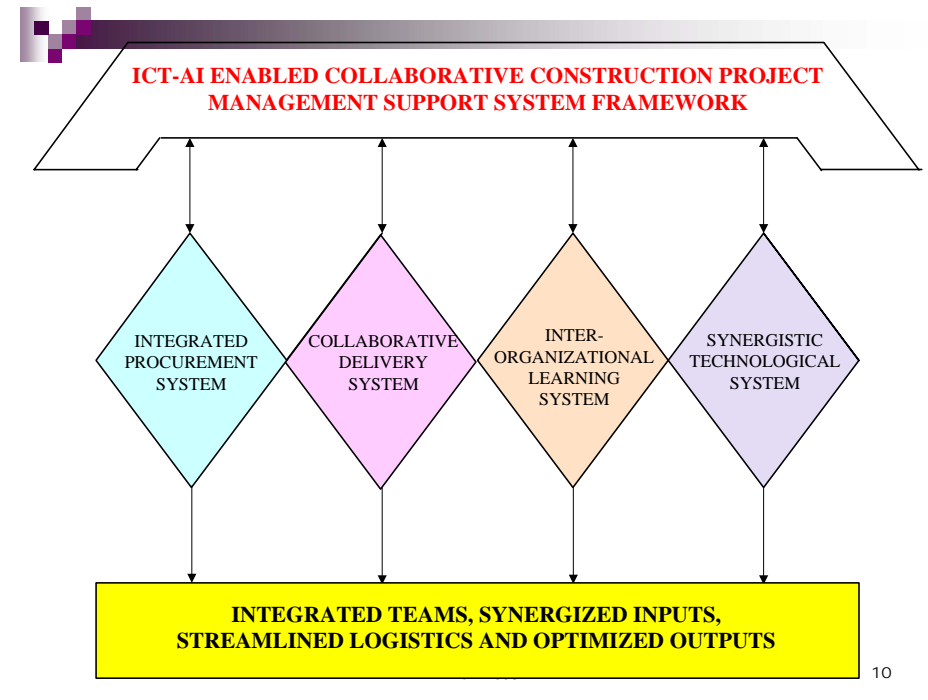 ICT-AI ENABLED COLLABORATIVE CONSTRUCTION PROJECT
MANAGEMENT SUPPORT SYSTEM FRAMEWORK
INTEGRATED
PROCUREMENT
SYSTEM
COLLABORATIVE
DELIVERY
SYSTEM
INTER-
ORGANIZATIONAL
LEARNING
SYSTEM
SYNERGISTIC
TECHNOLOGICAL
SYSTEM
INTEGRATED TEAMS, SYNERGIZED INPUTS,
STREAMLINED LOGISTICS AND OPTIMIZED OUTPUTS
10